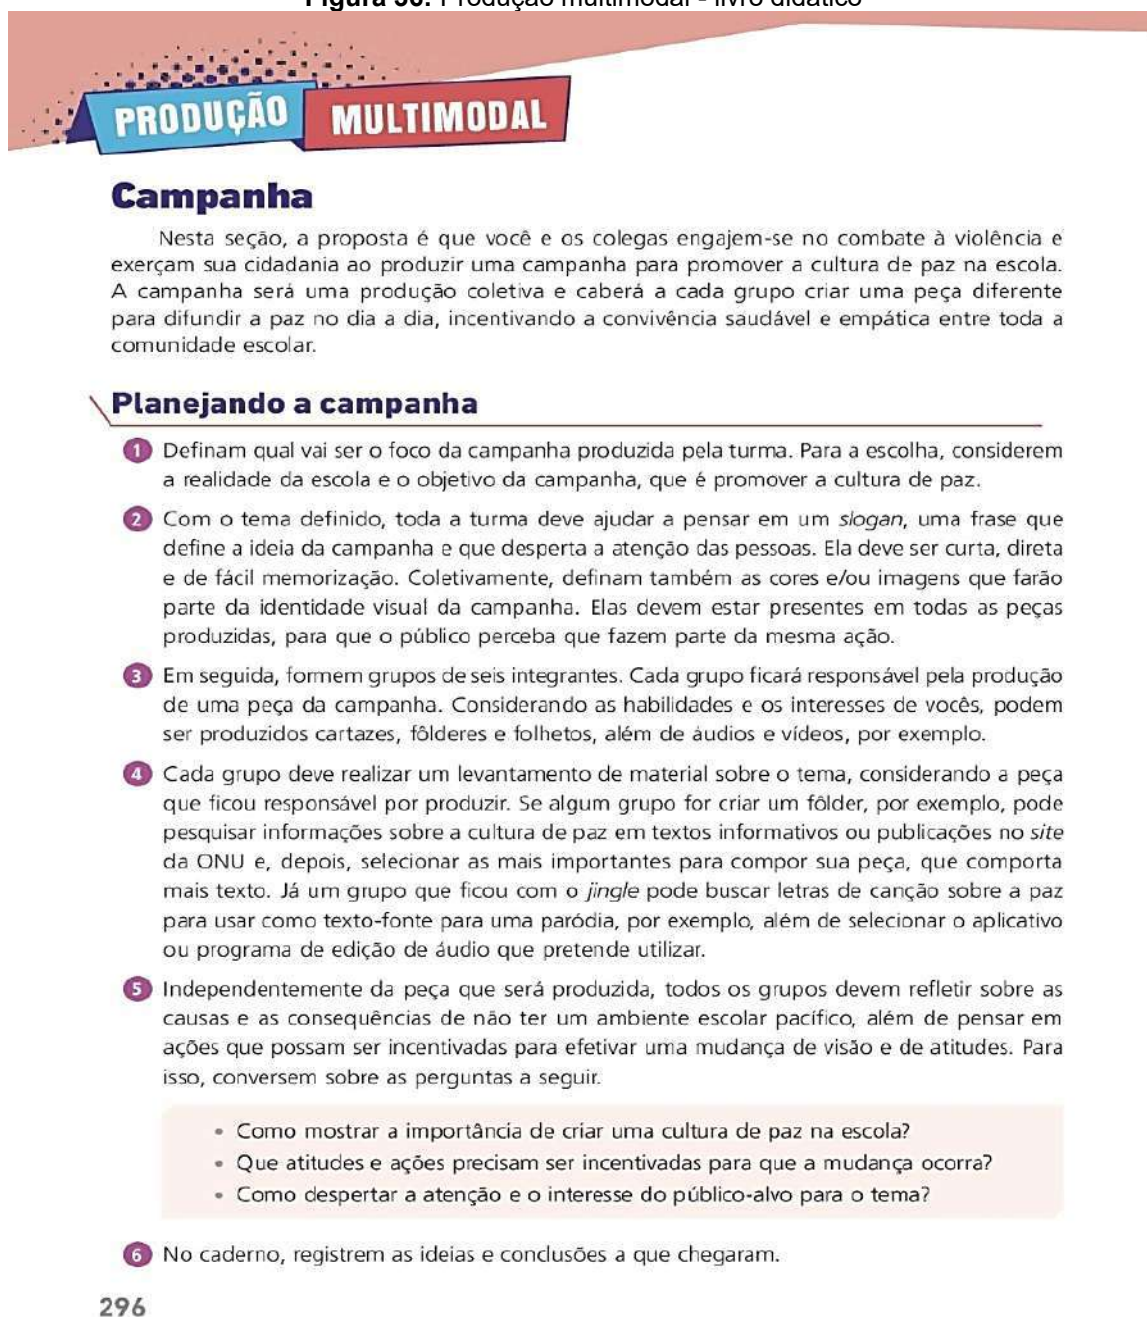 Figura 36. Produção multimodal - livro didático
PRODUÇÃO MULTIMODAL
Campanha
Nesta seção, a proposta é que você e os colegas engajem-se no combate à violência e
exerçam sua cidadania ao produzir uma campanha para promover a cultura de paz na escola.
A campanha será uma produção coletiva e caberá a cada grupo criar uma peça diferente
para difundir a paz no dia a dia, incentivando a convivência saudável e empática entre toda a
comunidade escolar.
Planejando a campanha
1 Definam qual vai ser o foco da campanha produzida pela turma. Para a escolha, considerem
a realidade da escola e o objetivo da campanha, que é promover a cultura de paz.
2 Com o tema definido, toda a turma deve ajudar a pensar em um slogan, uma frase que
define a ideia da campanha e que desperta a atenção das pessoas. Ela deve ser curta, direta
e de fácil memorização. Coletivamente, definam também as cores e/ou imagens que farão
parte da identidade visual da campanha. Elas devem estar presentes em todas as peças
produzidas, para que o público perceba que fazem parte da mesma ação.
3 Em seguida, formem grupos de seis integrantes. Cada grupo ficará responsável pela produção
de uma peça da campanha. Considerando as habilidades e os interesses de vocês, podem
ser produzidos cartazes, fôlderes e folhetos, além de áudios e vídeos, por exemplo.
4 Cada grupo deve realizar um levantamento de material sobre o tema, considerando a peça
que ficou responsável por produzir. Se algum grupo for criar um fôlder, por exemplo, pode
pesquisar informações sobre a cultura de paz em textos informativos ou publicações no site
da ONU e, depois, selecionar as mais importantes para compor sua peça, que comporta
mais texto. Já um grupo que ficou com o jingle pode buscar letras de canção sobre a paz
para usar como texto-fonte para uma paródia, por exemplo, além de selecionar o aplicativo
ou programa de edição de áudio que pretende utilizar.
5 Independentemente da peça que será produzida, todos os grupos devem refletir sobre as
causas e as consequências de não ter um ambiente escolar pacífico, além de pensar em
ações que possam ser incentivadas para efetivar uma mudança de visão e de atitudes. Para
isso, conversem sobre as perguntas a seguir.
• Como mostrar a importância de criar uma cultura de paz na escola?
• Que atitudes e ações precisam ser incentivadas para que a mudança ocorra?
• Como despertar a atenção e o interesse do público-alvo para o tema?
6 No caderno, registrem as ideias e conclusões a que chegaram.
296